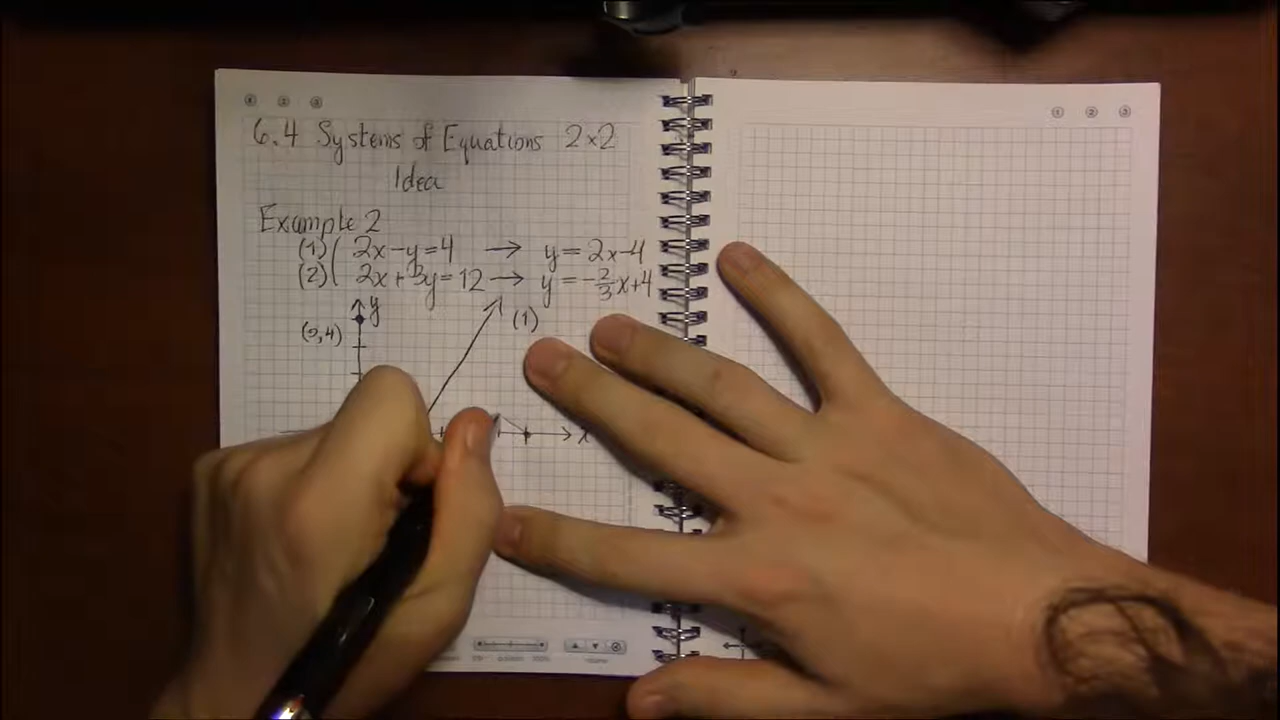 6.4 Systems of Equations 2×2
Idea
Example 2
(1) ( 2x-y=4 → y = 2x-4
(2) ( 2x+3y=12 → y = -2/3x+4
y
(0,4)
(1)
x